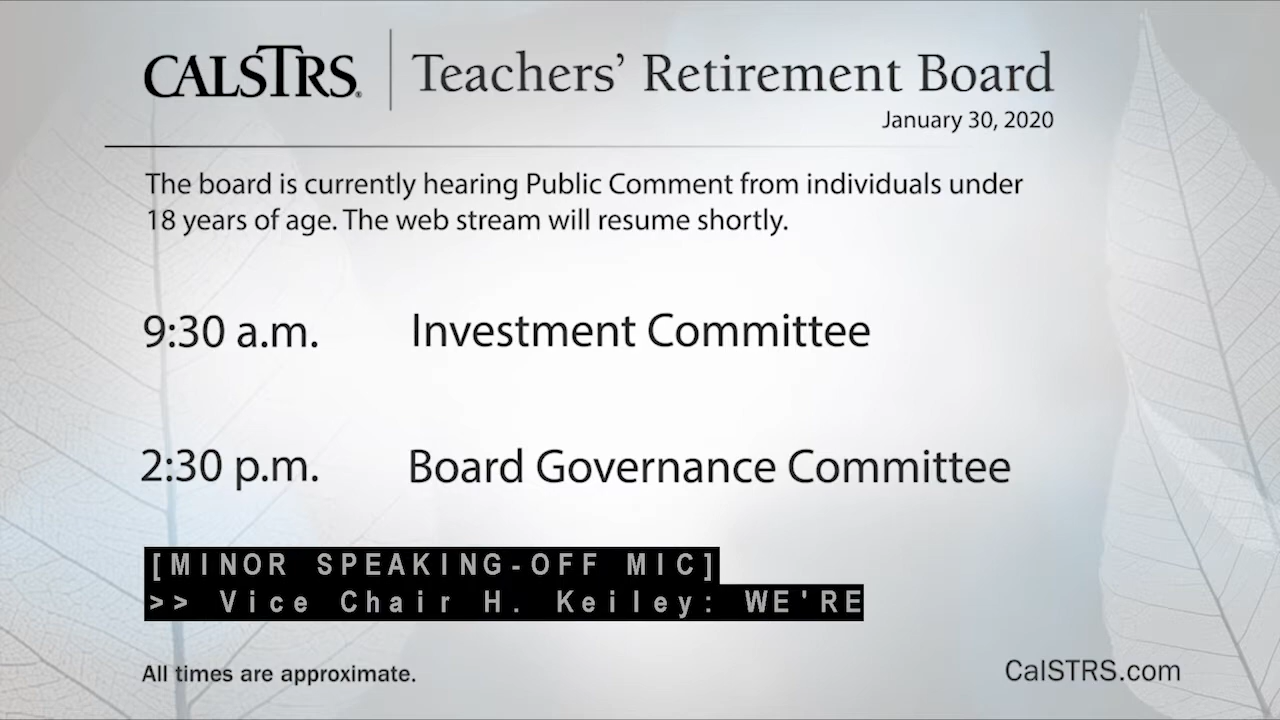 CALSTRS® Teachers’ Retirement Board
January 30, 2020
The board is currently hearing Public Comment from individuals under
18 years of age. The web stream will resume shortly.
9:30 a.m. Investment Committee
2:30 p.m. Board Governance Committee
[MINOR SPEAKING-OFF MIC]
>> Vice Chair H. Keiley: WE'RE
All times are approximate. CalSTRS.com